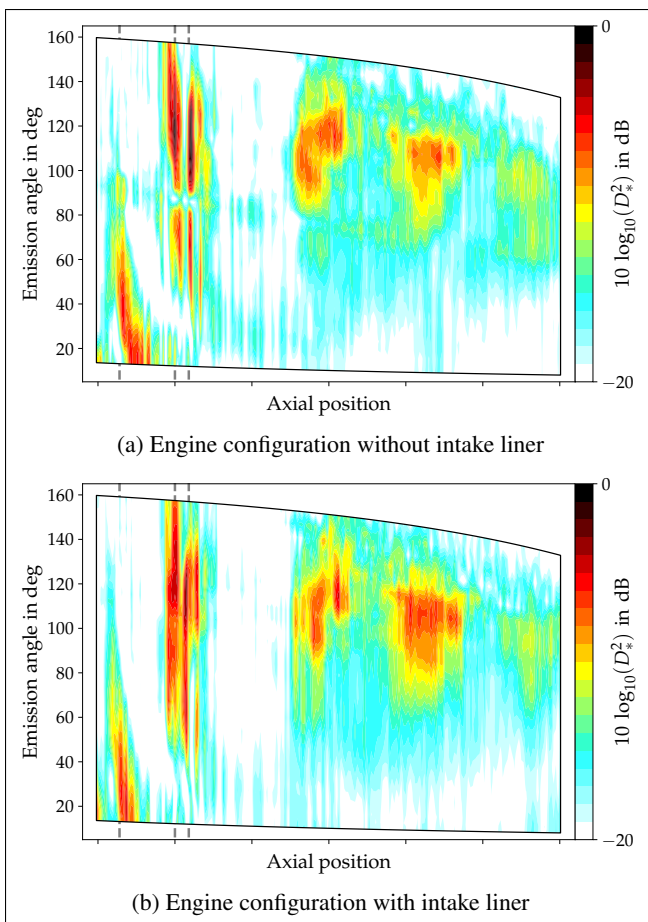 160
140
120
100
80
60
40
20
Emission angle in deg
Axial position
0
−20
10 log₁₀(D²∗) in dB
(a) Engine configuration without intake liner
160
140
120
100
80
60
40
20
Emission angle in deg
Axial position
0
−20
10 log₁₀(D²∗) in dB
(b) Engine configuration with intake liner